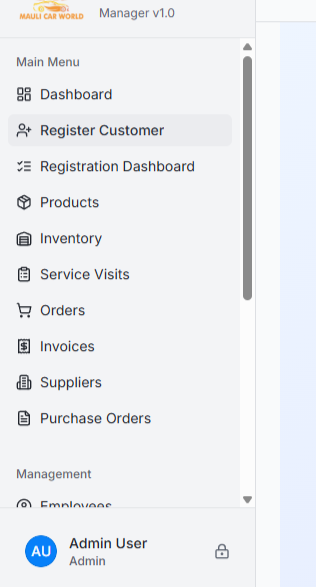 MAULI CAR WORLD
Manager v1.0
Main Menu
Dashboard
Register Customer
Registration Dashboard
Products
Inventory
Service Visits
Orders
Invoices
Suppliers
Purchase Orders
Management
Employees
AU
Admin User
Admin